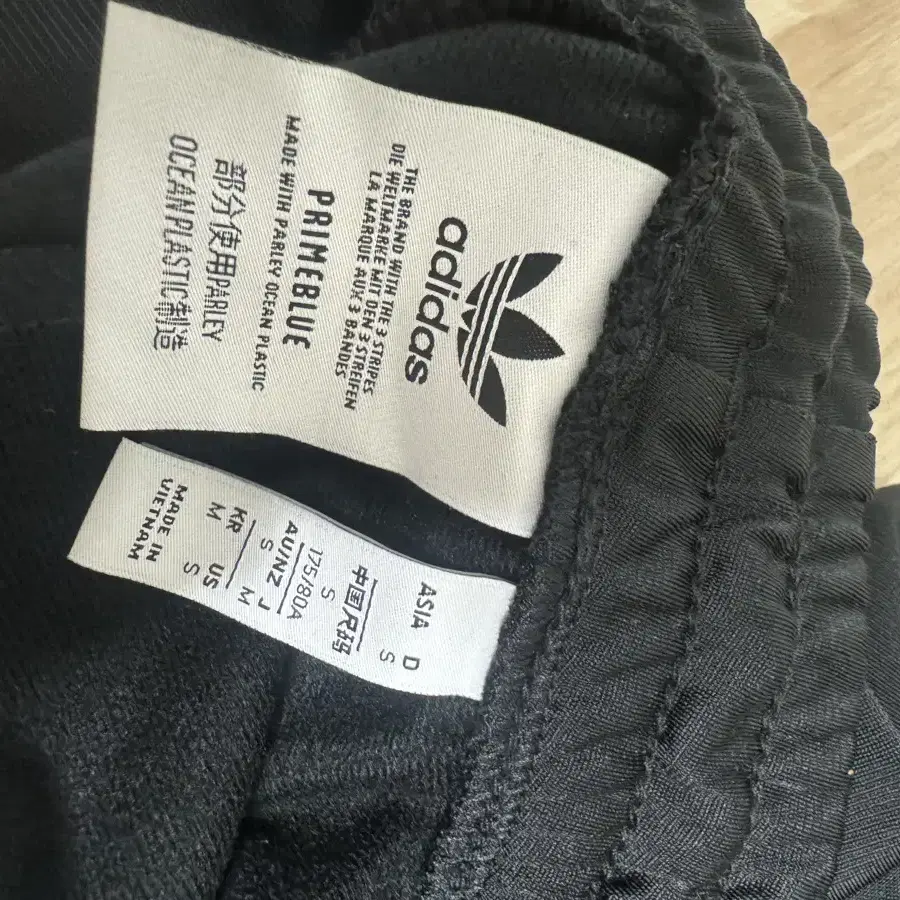 adidas
THE BRAND WITH THE 3 STRIPES
DIE WELTMARKE MIT DEN 3 STREIFEN
LA MARQUE AUX 3 BANDES
PRIMEBLUE
MADE WITH PARLEY OCEAN PLASTIC
部分使用PARLEY
OCEAN PLASTIC制造
ASIA D
S
中国尺码
S
175/80A
AU/NZ J
S M
KR US
M S
MADE IN
VIETNAM